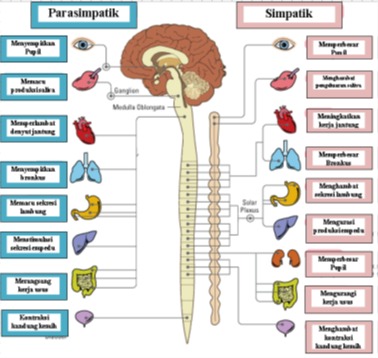 Parasimpatik
Simpatik
Menyempitkan
Pupil
Memacu
produksi saliva
Memperlambat
denyut jantung
Menyempitkan
bronkus
Memacu sekresi
lambung
Menstimulasi
sekresi empedu
Merangsang
kerja usus
Kontraksi
kandung kemih
Ganglion
Medulla Oblongata
Solar
Plexus
Memperbesar
Pupil
Menghambat
pengeluaran saliva
Meningkatkan
kerja jantung
Memperbesar
Bronkus
Menghambat
sekresi lambung
Mengurangi
produksi empedu
Memperbesar
Pupil
Mengurangi
kerja usus
Menghambat
kontraksi
kandung kemih